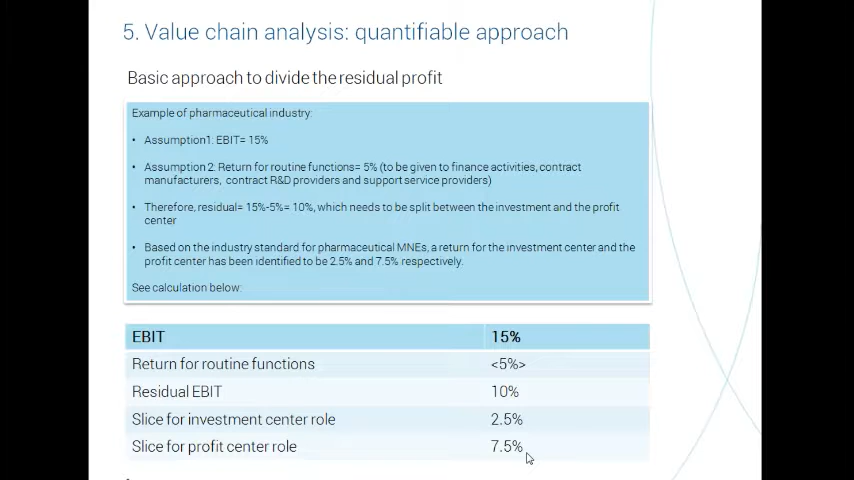 5. Value chain analysis: quantifiable approach
Basic approach to divide the residual profit
Example of pharmaceutical industry:
• Assumption1: EBIT= 15%
• Assumption 2: Return for routine functions= 5% (to be given to finance activities, contract
manufacturers, contract R&D providers and support service providers)
• Therefore, residual= 15%-5%= 10%, which needs to be split between the investment and the profit
center
• Based on the industry standard for pharmaceutical MNEs, a return for the investment center and the
profit center has been identified to be 2.5% and 7.5% respectively.
See calculation below:
EBIT 15%
Return for routine functions <5%>
Residual EBIT 10%
Slice for investment center role 2.5%
Slice for profit center role 7.5%